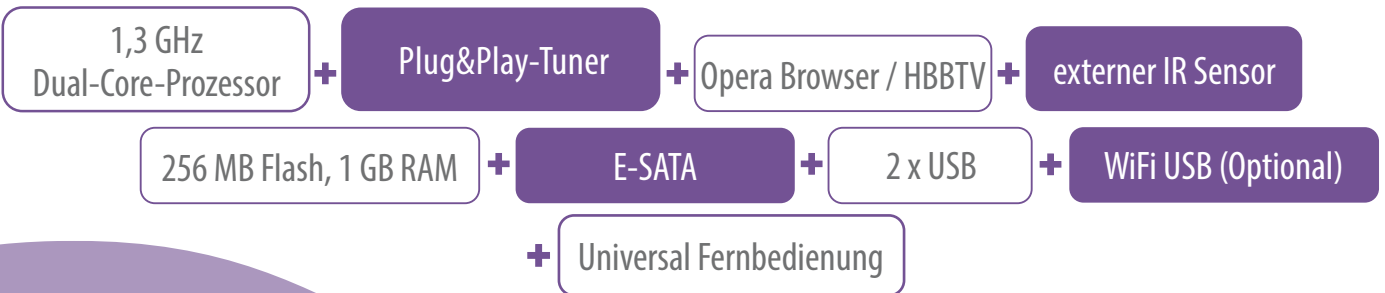 1,3 GHz
Dual-Core-Prozessor
+ Plug&Play-Tuner + Opera Browser / HBBTV + externer IR Sensor
256 MB Flash, 1 GB RAM + E-SATA + 2 x USB + WiFi USB (Optional)
+ Universal Fernbedienung